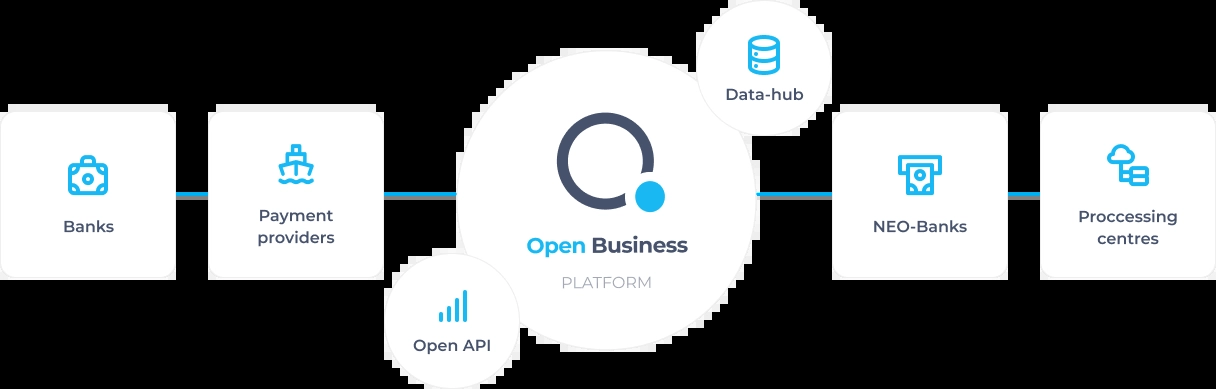 Data-hub
Banks
Payment
providers
Open Business
PLATFORM
NEO-Banks
Proccessing
centres
Open API